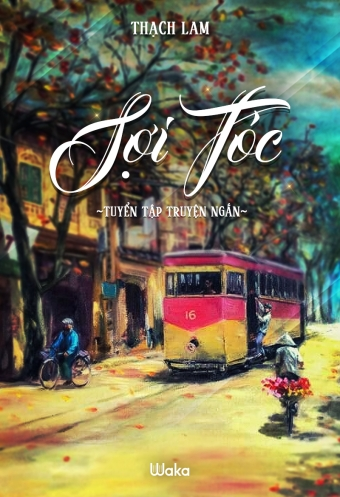 THẠCH LAM
Sợi Tóc
~TUYỂN TẬP TRUYỆN NGẮN~
16
Waka